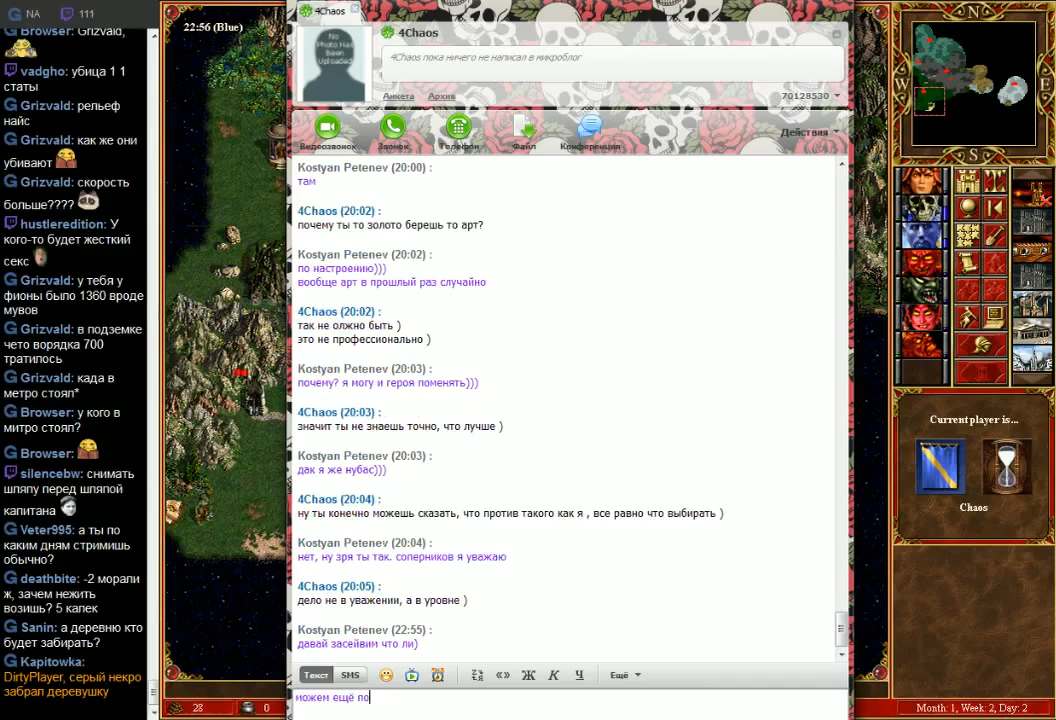 NA 111
Browser: Grizvald,
vadgho: убица 1 1
статы
Grizvald: рельеф
найс
Grizvald: как же они
убивают
Grizvald: скорость
больше????
hustleredition: У
кого-то будет жесткий
секс
Grizvald: у тебя у
фионы было 1360 вроде
мувов
Grizvald: в подземке
чето ворядка 700
тратилось
Grizvald: када в
метро стоял*
Browser: у кого в
митро стоял?
Browser:
silencebw: снимать
шляпу перед шляпой
капитана
Veter995: а ты по
каким дням стримишь
обычно?
deathbite: -2 морали
ж, зачем нежить
возишь? 5 капек
Sanin: а деревню кто
будет забирать?
Kapitowka:
DirtyPlayer, серый некро
забрал деревушку
22:56 (Blue)
4Chaos
No
Photo Has
Been
Uploaded
4Chaos
4Chaos пока ничего не написал в микроблог
Анкета Архив
70128530
Видеозвонок Звонок Телефон Файл Конференция
Действия
Kostyan Petenev (20:00) :
там
4Chaos (20:02) :
почему ты то золото берешь то арт?
Kostyan Petenev (20:02) :
по настроению)))
вообще арт в прошлый раз случайно
4Chaos (20:02) :
так не олжно быть )
это не профессионально )
Kostyan Petenev (20:03) :
почему? я могу и героя поменять)))
4Chaos (20:03) :
значит ты не знаешь точно, что лучше )
Kostyan Petenev (20:03) :
дак я же нубас)))
4Chaos (20:04) :
ну ты конечно можешь сказать, что против такого как я , все равно что выбирать )
Kostyan Petenev (20:04) :
нет, ну зря ты так. соперников я уважаю
4Chaos (20:05) :
дело не в уважении, а в уровне )
Kostyan Petenev (22:55) :
давай засейвим что ли)
Текст SMS
Ж К Ч Ещё
можем ещё по
28 0
N
W E
S
Current player is...
Chaos
Month: 1, Week: 2, Day: 2